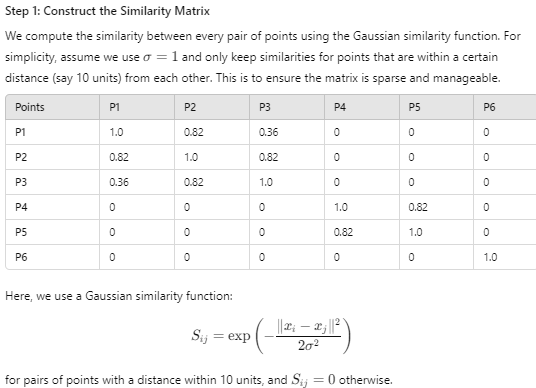 Step 1: Construct the Similarity Matrix
We compute the similarity between every pair of points using the Gaussian similarity function. For
simplicity, assume we use σ = 1 and only keep similarities for points that are within a certain
distance (say 10 units) from each other. This is to ensure the matrix is sparse and manageable.
Points P1 P2 P3 P4 P5 P6
P1 1.0 0.82 0.36 0 0 0
P2 0.82 1.0 0.82 0 0 0
P3 0.36 0.82 1.0 0 0 0
P4 0 0 0 1.0 0.82 0
P5 0 0 0 0.82 1.0 0
P6 0 0 0 0 0 1.0
Here, we use a Gaussian similarity function:
S_ij = exp(−||x_i − x_j||² / 2σ²)
for pairs of points with a distance within 10 units, and S_ij = 0 otherwise.